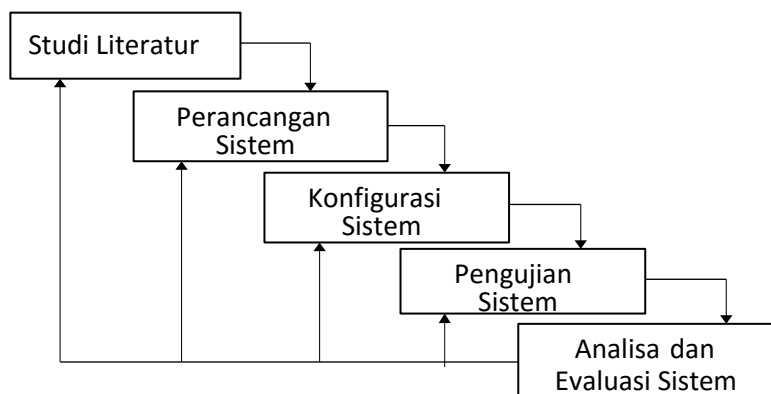 Studi Literatur
Perancangan
Sistem
Konfigurasi
Sistem
Pengujian
Sistem
Analisa dan
Evaluasi Sistem